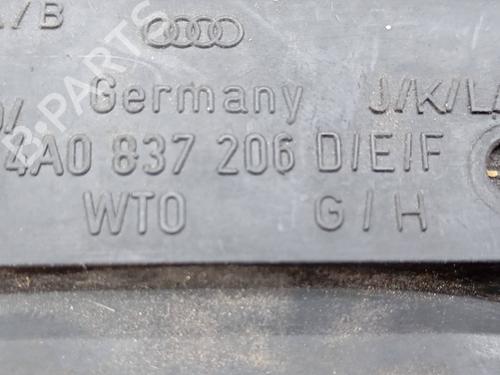 A/B
Germany J/K/L/
4A0 837 206 D/E/F
WTO G/H
B-PARTS